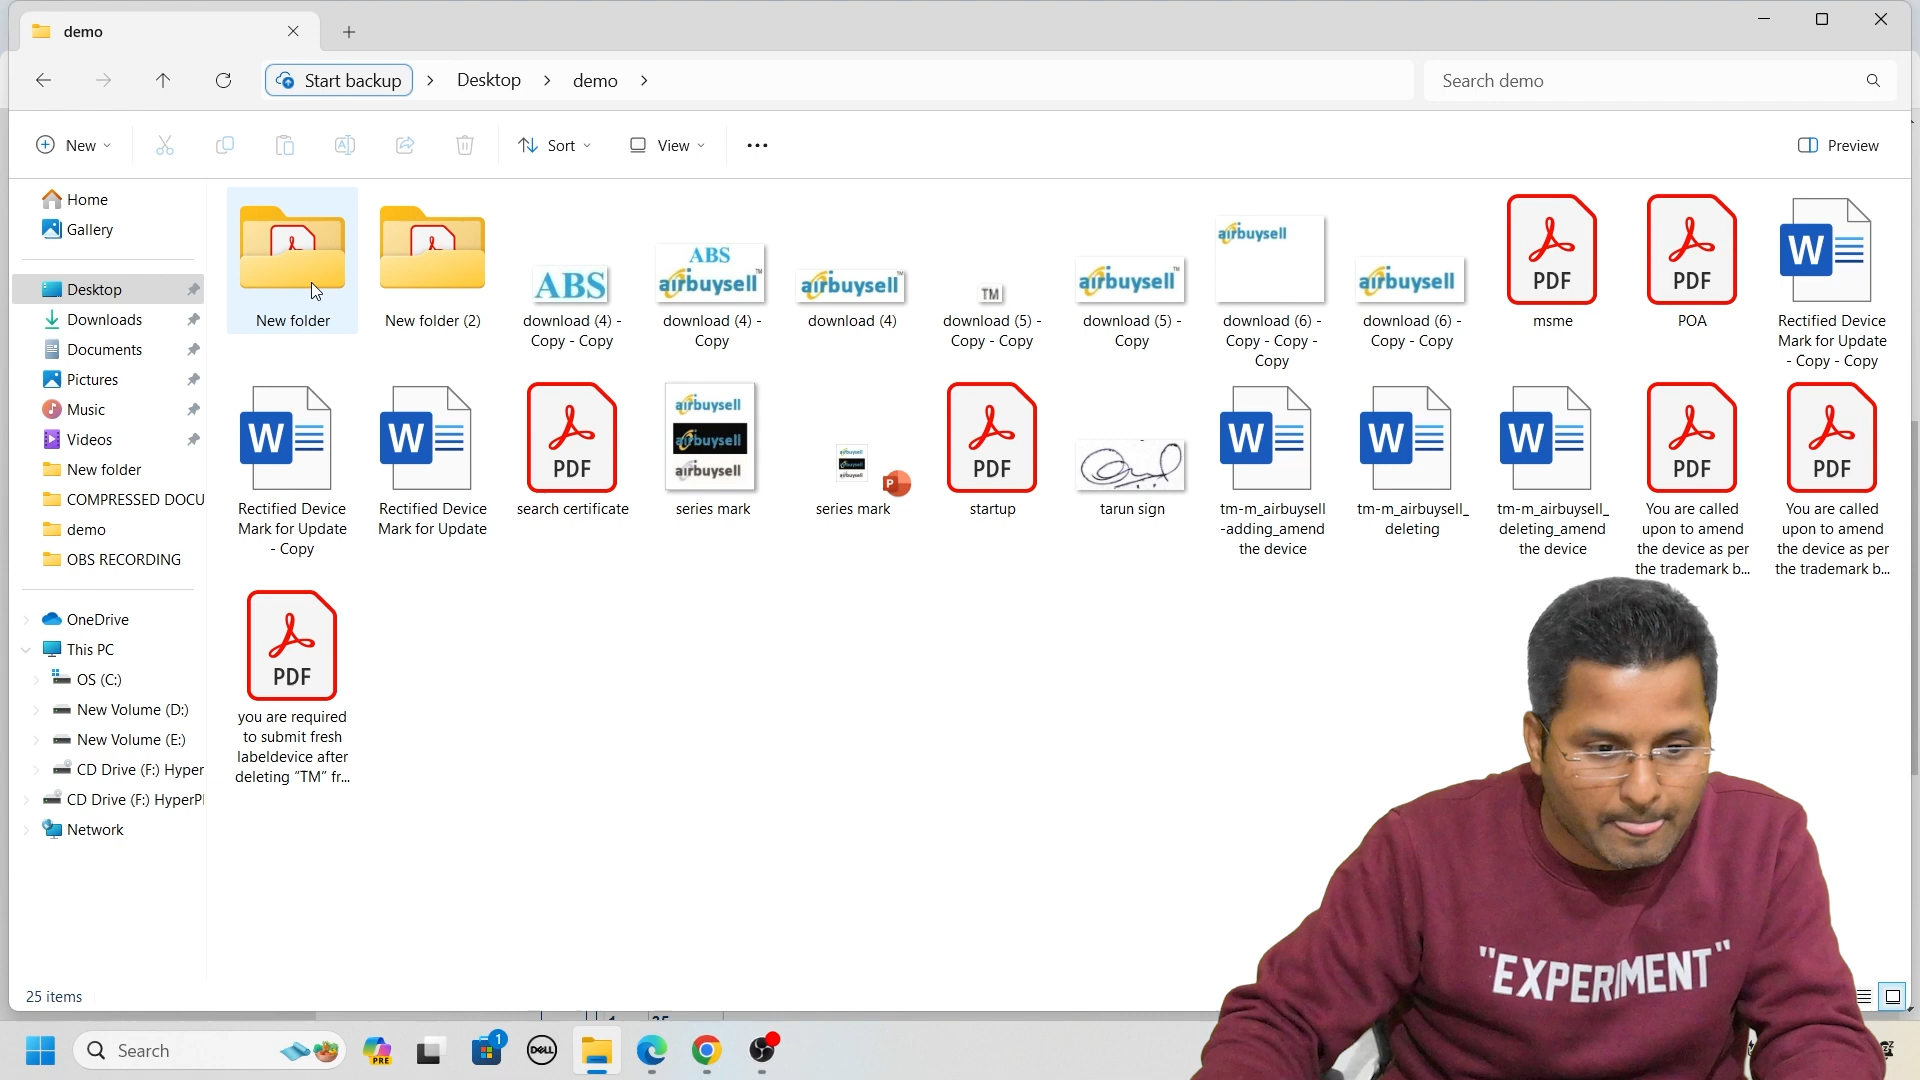 demo
Start backup
Desktop
demo
Search demo
New
Sort
View
Preview
Home
Gallery
Desktop
Downloads
Documents
Pictures
Music
Videos
New folder
COMPRESSED DOCU
demo
OBS RECORDING
OneDrive
This PC
OS (C:)
New Volume (D:)
New Volume (E:)
CD Drive (F:) Hyper
CD Drive (F:) HyperP
Network
New folder
New folder (2)
ABS
download (4) -
Copy - Copy
ABS
airbuysell™
download (4) -
Copy
airbuysell™
download (4)
TM
download (5) -
Copy - Copy
airbuysell™
download (5) -
Copy
airbuysell
download (6) -
Copy - Copy -
Copy
airbuysell
download (6) -
Copy - Copy
PDF
msme
PDF
POA
W
Rectified Device
Mark for Update
- Copy - Copy
W
Rectified Device
Mark for Update
- Copy
W
Rectified Device
Mark for Update
PDF
search certificate
airbuysell
airbuysell
airbuysell
series mark
airbuysell
airbuysell
P
series mark
PDF
startup
tarun sign
W
tm-m_airbuysell
-adding_amend
the device
W
tm-m_airbuysell_
deleting
W
tm-m_airbuysell_
deleting_amend
the device
PDF
You are called
upon to amend
the device as per
the trademark b...
PDF
You are called
upon to amend
the device as per
the trademark b...
PDF
you are required
to submit fresh
labeldevice after
deleting “TM” fr...
25 items
Search
PRE
1
DELL
"EXPERIMENT"